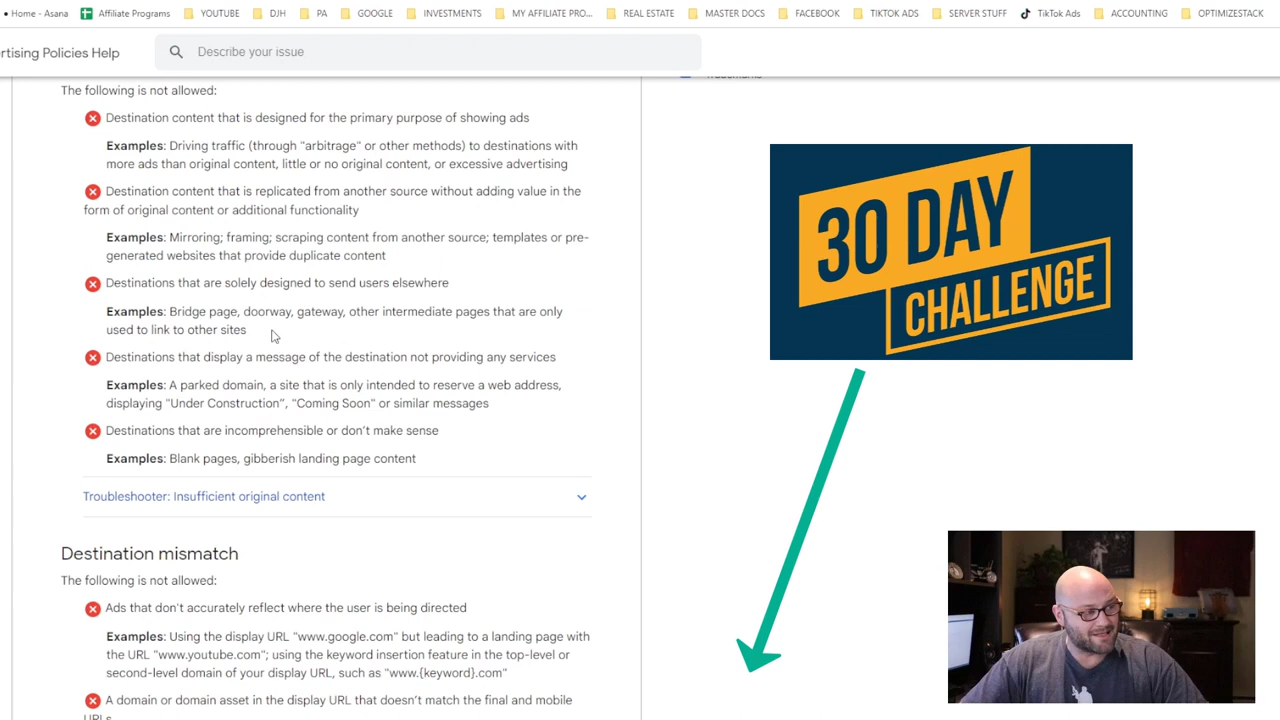 Home - Asana
Affiliate Programs
YOUTUBE
DJH
PA
GOOGLE
INVESTMENTS
MY AFFILIATE PRO...
REAL ESTATE
MASTER DOCS
FACEBOOK
TIKTOK ADS
SERVER STUFF
TikTok Ads
ACCOUNTING
OPTIMIZESTACK
rtising Policies Help
Describe your issue
The following is not allowed:
Destination content that is designed for the primary purpose of showing ads
Examples: Driving traffic (through "arbitrage" or other methods) to destinations with
more ads than original content, little or no original content, or excessive advertising
Destination content that is replicated from another source without adding value in the
form of original content or additional functionality
Examples: Mirroring; framing; scraping content from another source; templates or pre-
generated websites that provide duplicate content
Destinations that are solely designed to send users elsewhere
Examples: Bridge page, doorway, gateway, other intermediate pages that are only
used to link to other sites
Destinations that display a message of the destination not providing any services
Examples: A parked domain, a site that is only intended to reserve a web address,
displaying "Under Construction", "Coming Soon" or similar messages
Destinations that are incomprehensible or don't make sense
Examples: Blank pages, gibberish landing page content
Troubleshooter: Insufficient original content
Destination mismatch
The following is not allowed:
Ads that don't accurately reflect where the user is being directed
Examples: Using the display URL "www.google.com" but leading to a landing page with
the URL "www.youtube.com"; using the keyword insertion feature in the top-level or
second-level domain of your display URL, such as "www.{keyword}.com"
A domain or domain asset in the display URL that doesn't match the final and mobile
URLs
30 DAY
CHALLENGE